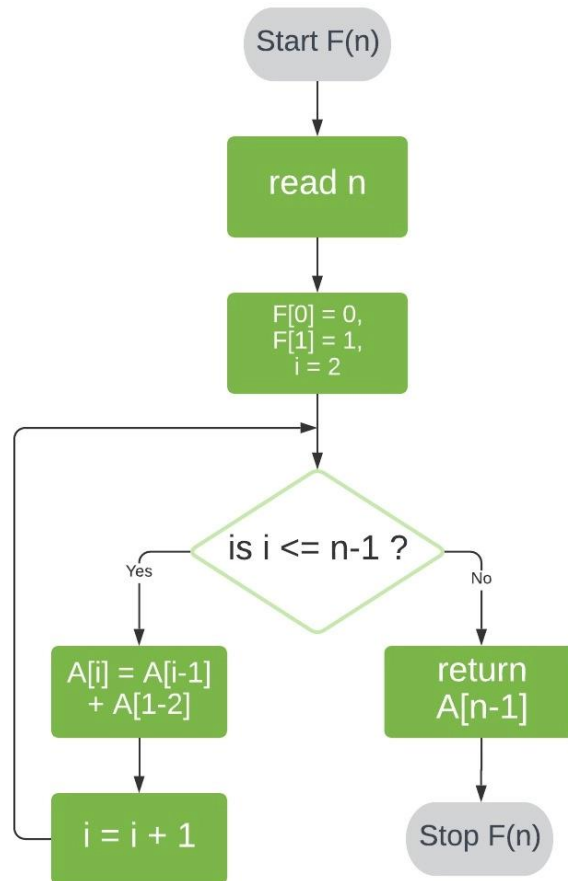 Start F(n)
read n
F[0] = 0,
F[1] = 1,
i = 2
is i <= n-1 ?
Yes
No
A[i] = A[i-1]
+ A[1-2]
return
A[n-1]
i = i + 1
Stop F(n)